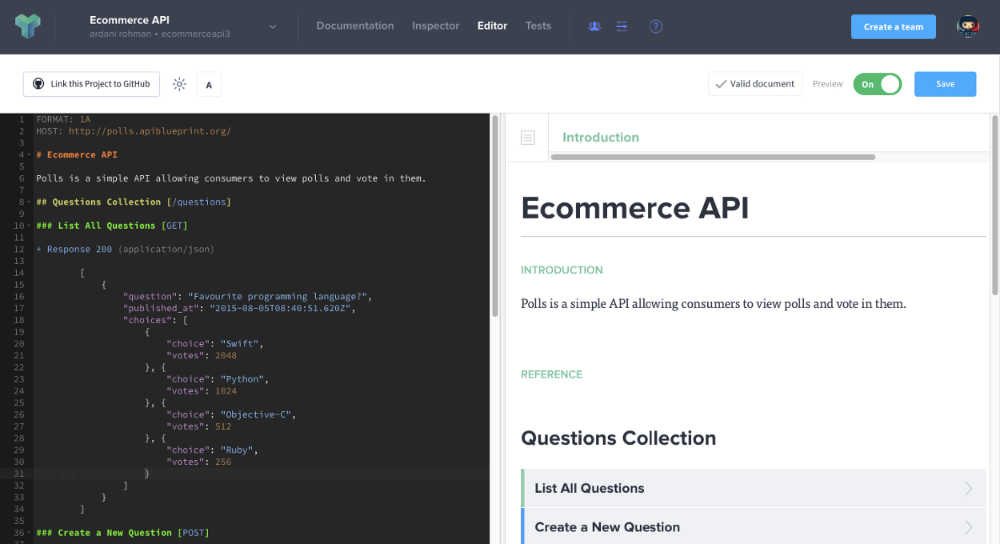 Ecommerce API
ardani rohman • ecommerceapi3
Documentation
Inspector
Editor
Tests
?
Create a team
Link this Project to GitHub
A
Valid document
Preview
On
Save
1 FORMAT: 1A
2 HOST: http://polls.apiblueprint.org/
3
4 # Ecommerce API
5
6 Polls is a simple API allowing consumers to view polls and vote in them.
7
8 ## Questions Collection [/questions]
9
10 ### List All Questions [GET]
11
12 + Response 200 (application/json)
13
14 [
15 {
16 "question": "Favourite programming language?",
17 "published_at": "2015-08-05T08:40:51.620Z",
18 "choices": [
19 {
20 "choice": "Swift",
21 "votes": 2048
22 }, {
23 "choice": "Python",
24 "votes": 1024
25 }, {
26 "choice": "Objective-C",
27 "votes": 512
28 }, {
29 "choice": "Ruby",
30 "votes": 256
31 }
32 ]
33 }
34 ]
35
36 ### Create a New Question [POST]
37
Introduction
Ecommerce API
INTRODUCTION
Polls is a simple API allowing consumers to view polls and vote in them.
REFERENCE
Questions Collection
List All Questions
Create a New Question